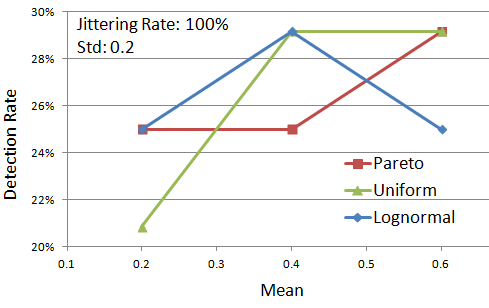 Jittering Rate: 100%
Std: 0.2
30%
28%
26%
24%
22%
20%
Detection Rate
Pareto
Uniform
Lognormal
0.1 0.2 0.3 0.4 0.5 0.6
Mean